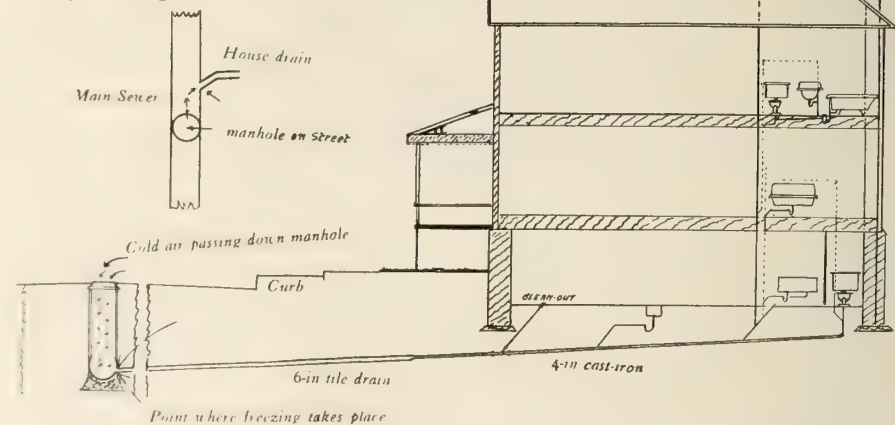 House drain
Main Sewer
manhole on Street
Cold air passing down manhole
Curb
CLEAN-OUT
6-in tile drain
4-in cast-iron
Point where freezing takes place